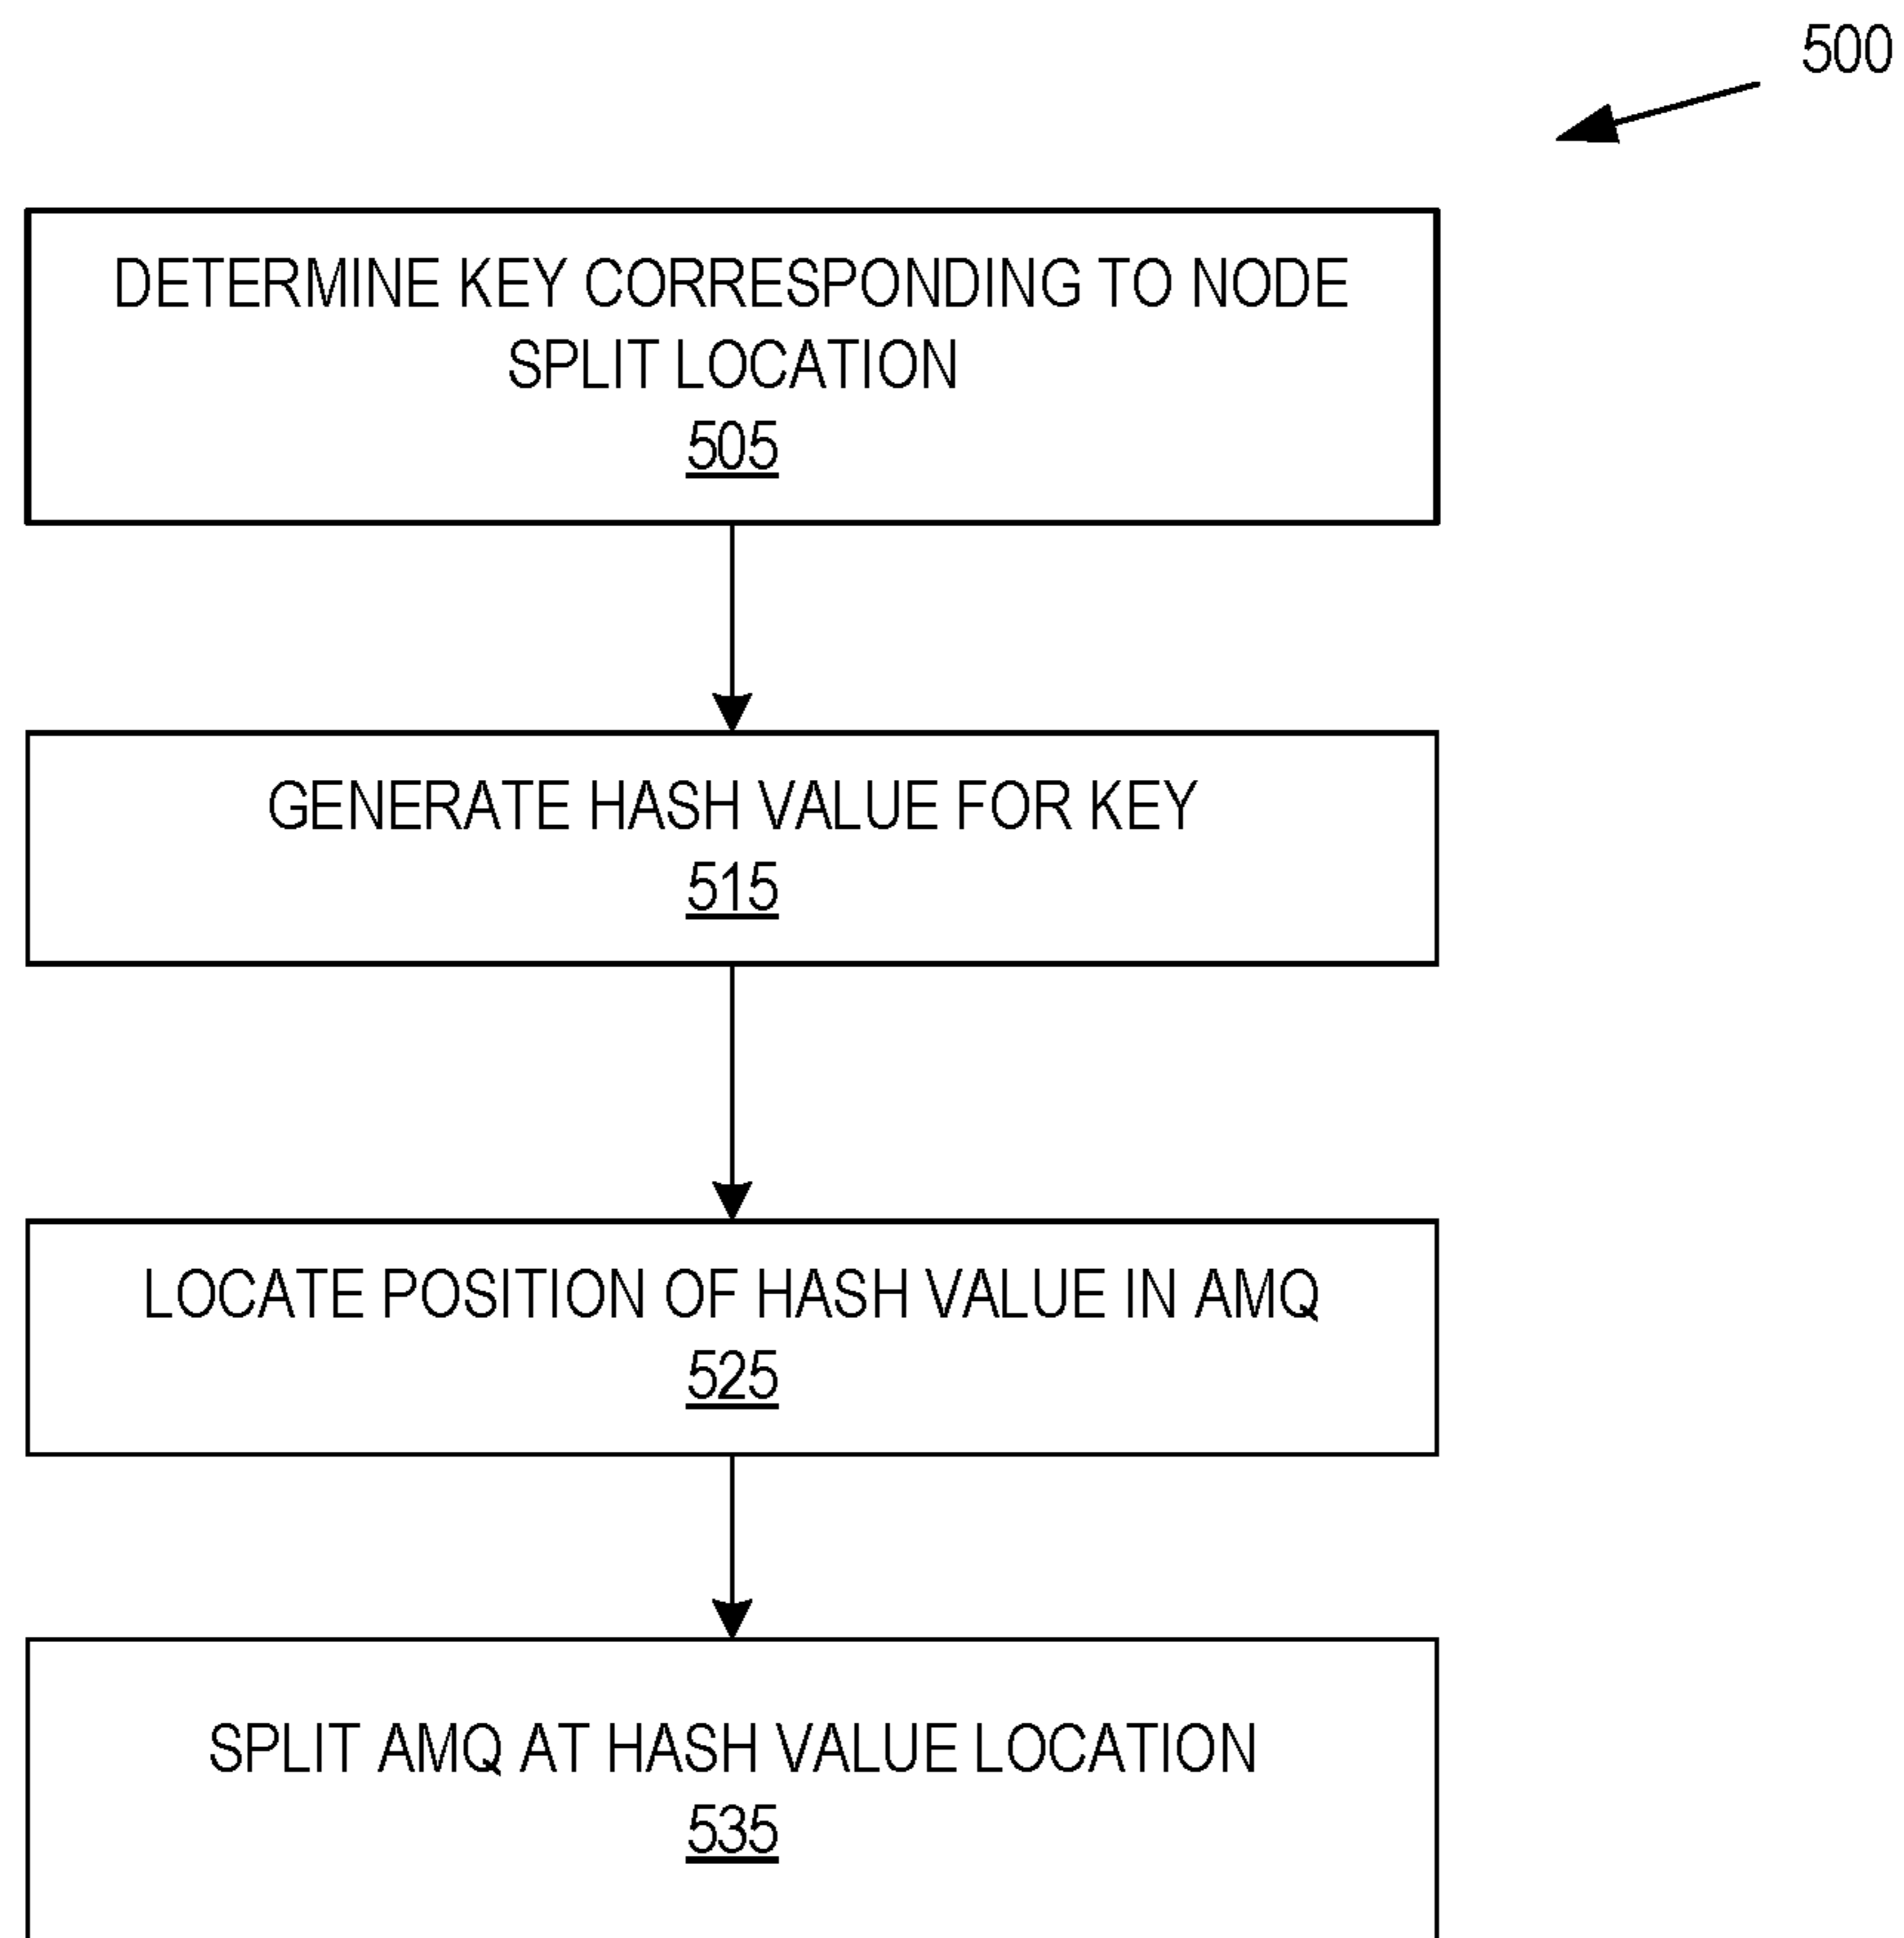 500
DETERMINE KEY CORRESPONDING TO NODE
SPLIT LOCATION
505
GENERATE HASH VALUE FOR KEY
515
LOCATE POSITION OF HASH VALUE IN AMQ
525
SPLIT AMQ AT HASH VALUE LOCATION
535